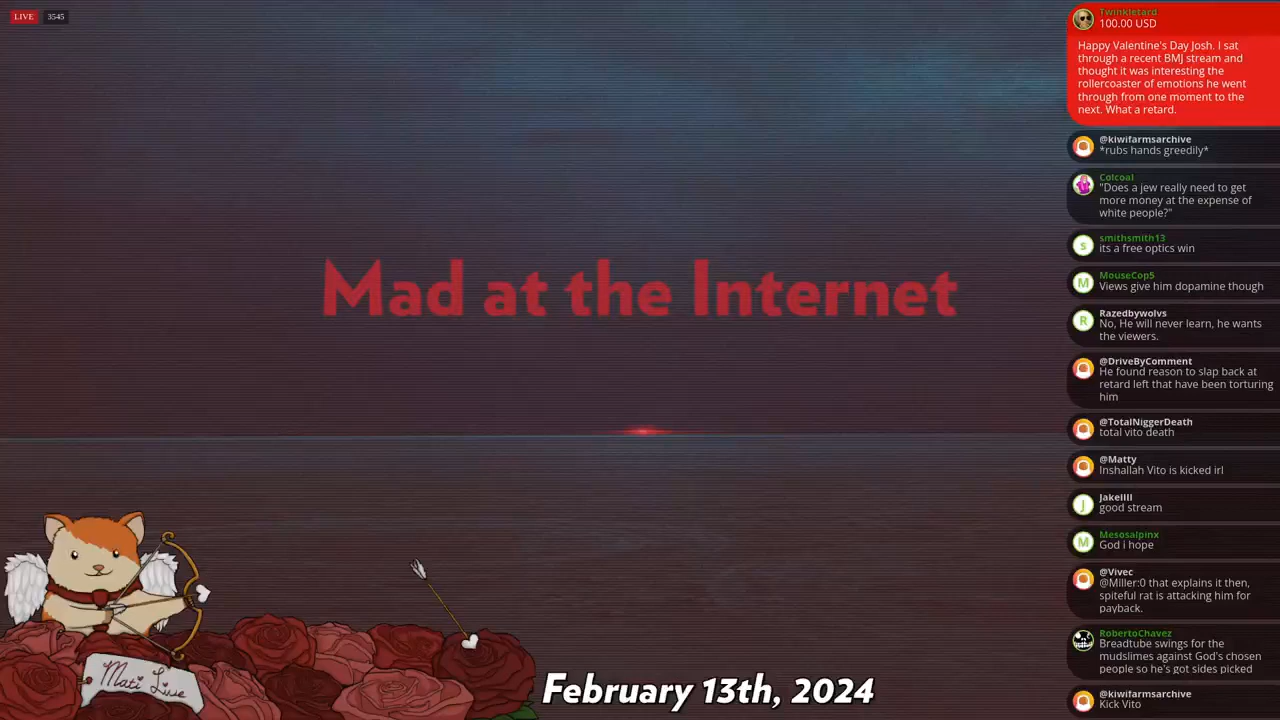 LIVE 3545
Mad at the Internet
Mati Live
February 13th, 2024
Twinkletard
100.00 USD
Happy Valentine's Day Josh. I sat
through a recent BMJ stream and
thought it was interesting the
rollercoaster of emotions he went
through from one moment to the
next. What a retard.
@kiwifarmsarchive
*rubs hands greedily*
Colcoal
"Does a jew really need to get
more money at the expense of
white people?"
s
smithsmith13
its a free optics win
M
MouseCop5
Views give him dopamine though
R
Razedbywolvs
No, He will never learn, he wants
the viewers.
@DriveByComment
He found reason to slap back at
retard left that have been torturing
him
@TotalNiggerDeath
total vito death
@Matty
Inshallah Vito is kicked irl
J
Jakellll
good stream
M
Mesosalpinx
God i hope
@Vivec
@Miller:0 that explains it then,
spiteful rat is attacking him for
payback.
RobertoChavez
Breadtube swings for the
mudslimes against God's chosen
people so he's got sides picked
@kiwifarmsarchive
Kick Vito